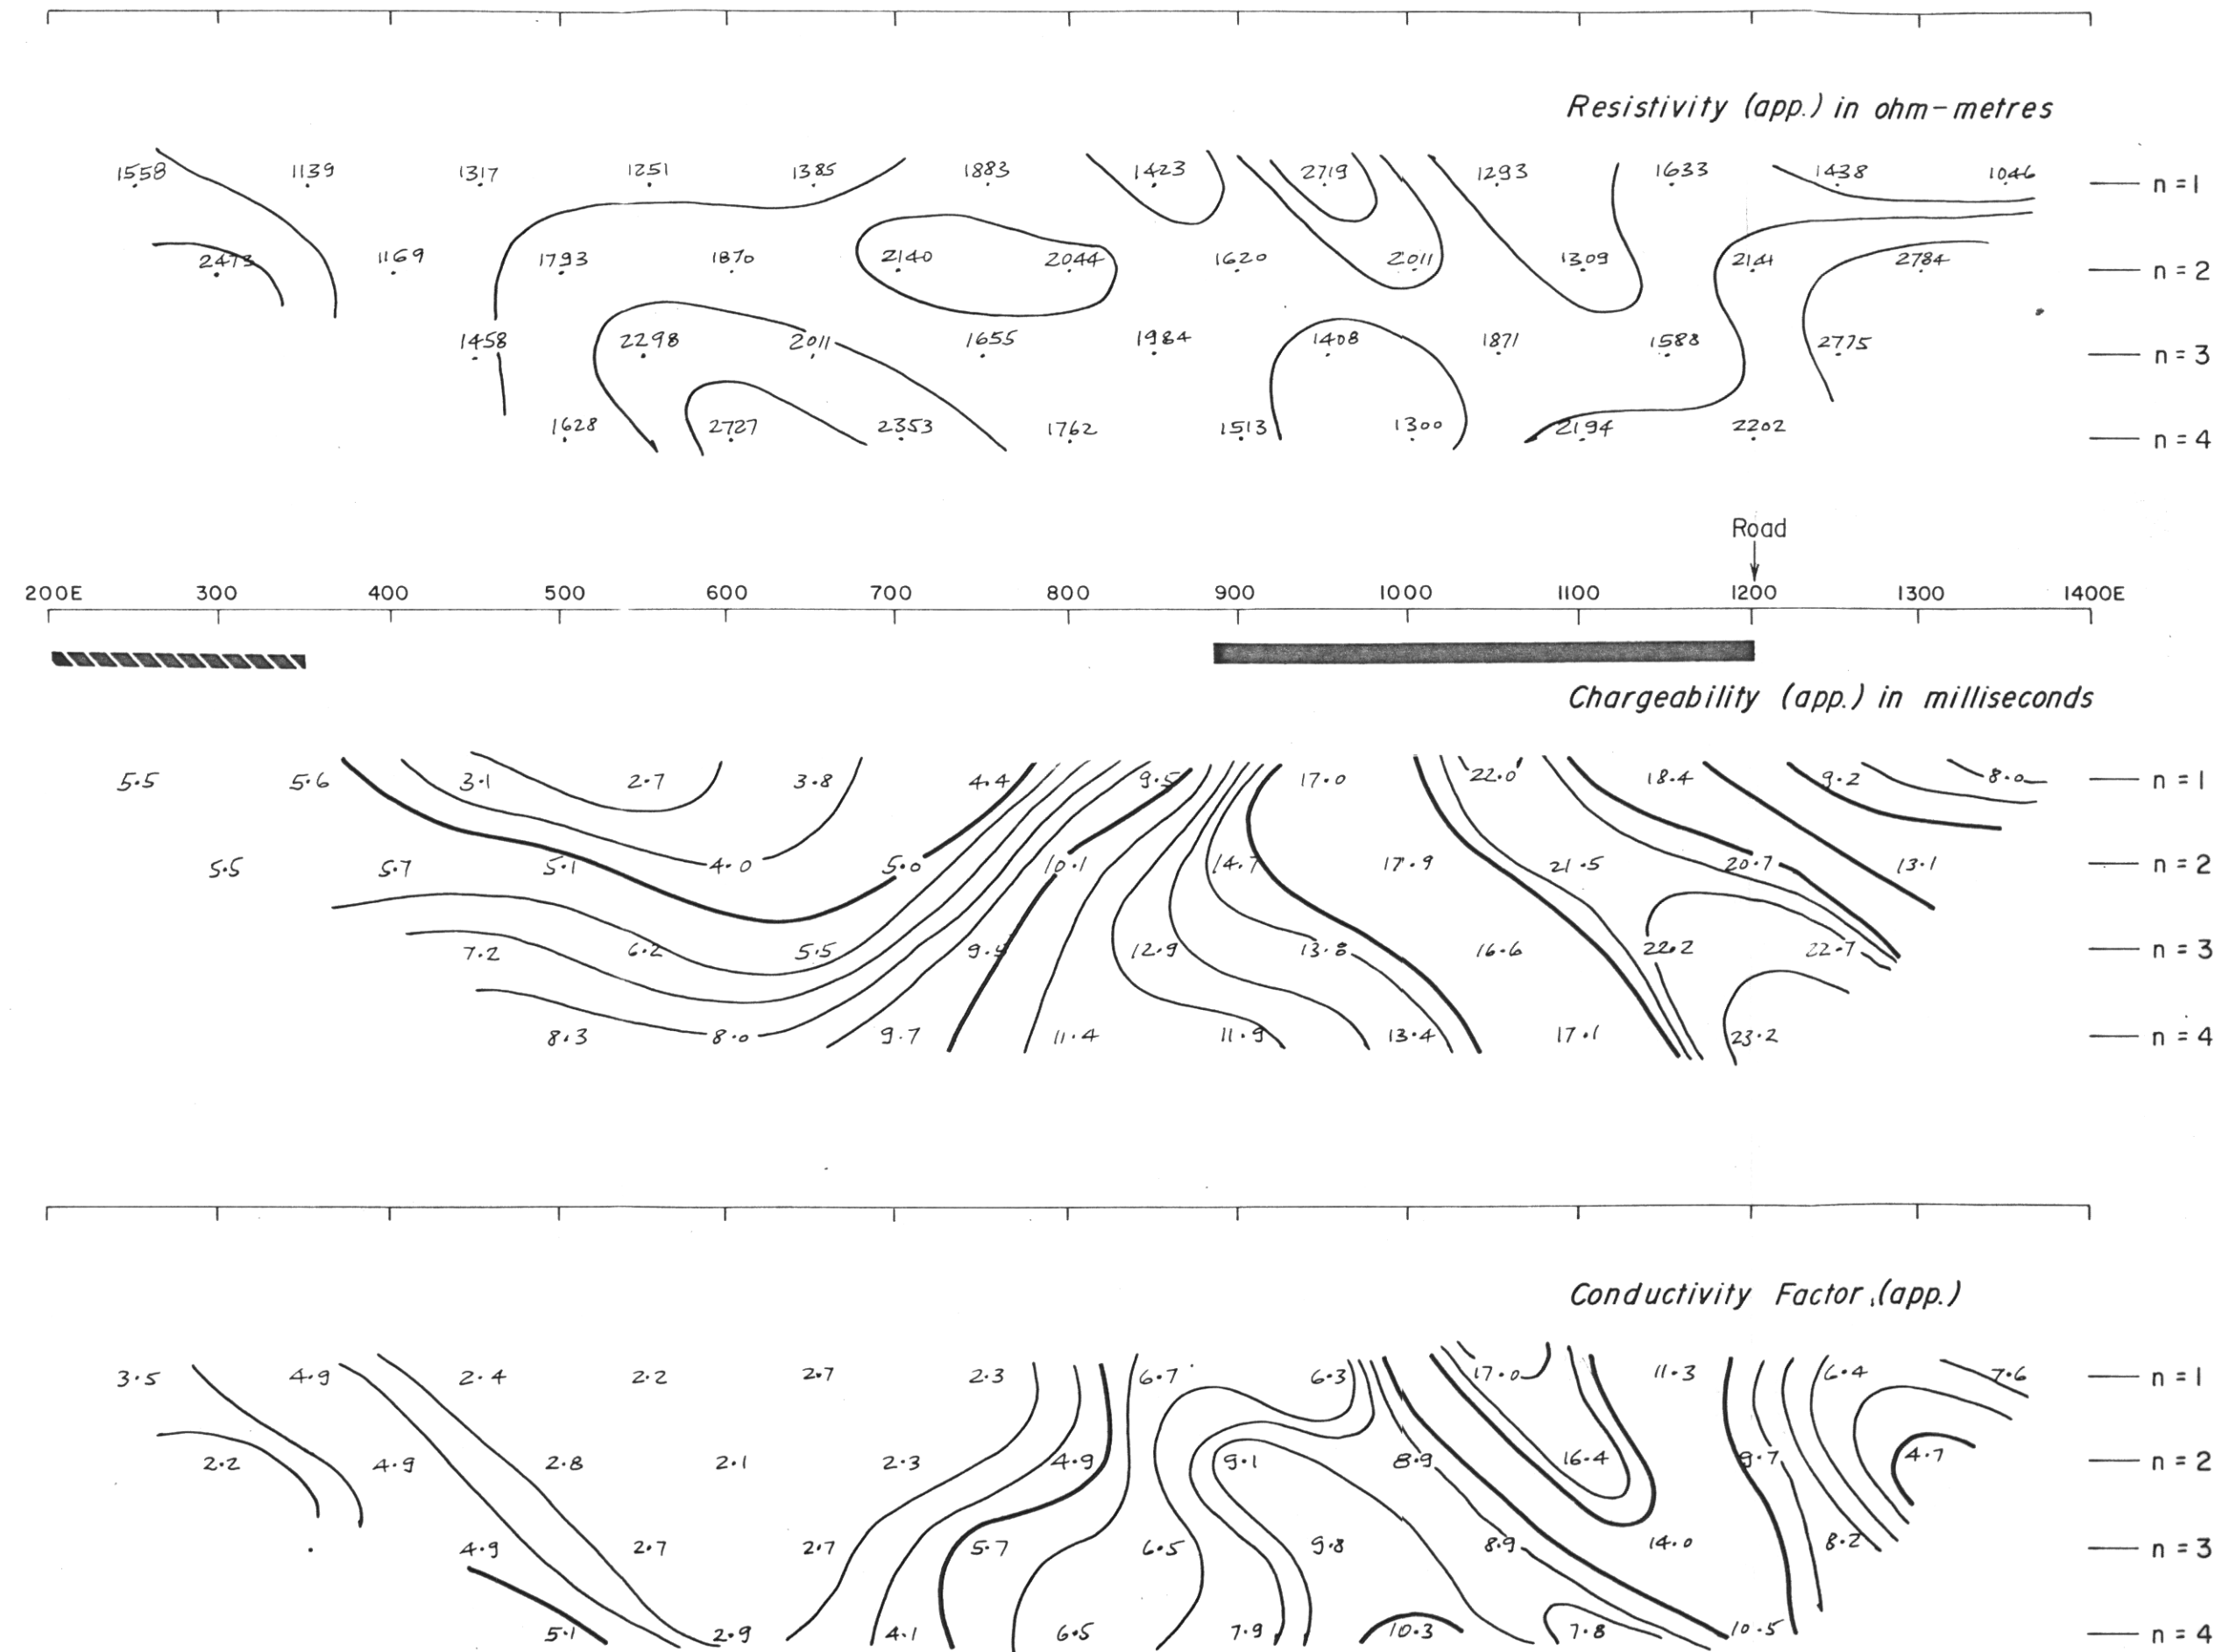 Resistivity (app.) in ohm-metres
1558 1139 1317 1251 1385 1883 1423 2719 1293 1633 1438 1046 n = 1
2473 1169 1793 1870 2140 2044 1620 2011 1309 2141 2784 n = 2
1458 2298 2011 1655 1984 1408 1871 1588 2775 n = 3
1628 2727 2353 1762 1513 1300 2194 2202 n = 4
Road
200E 300 400 500 600 700 800 900 1000 1100 1200 1300 1400E
Chargeability (app.) in milliseconds
5.5 5.6 3.1 2.7 3.8 4.4 9.5 17.0 22.0 18.4 9.2 8.0 n = 1
5.5 5.7 5.1 4.0 5.0 10.1 14.7 17.9 21.5 20.7 13.1 n = 2
7.2 6.2 5.5 12.9 13.8 16.6 22.2 22.7 n = 3
8.3 8.0 9.7 11.4 11.9 13.4 17.1 23.2 n = 4
Conductivity Factor (app.)
3.5 4.9 2.4 2.2 2.7 2.3 6.7 6.3 17.0 11.3 6.4 7.6 n = 1
2.2 4.9 2.8 2.1 2.3 4.9 9.1 8.9 16.4 9.7 4.7 n = 2
4.9 2.7 2.7 5.7 6.5 9.8 8.9 14.0 8.2 n = 3
5.1 2.9 4.1 6.5 7.9 10.3 7.8 10.5 n = 4